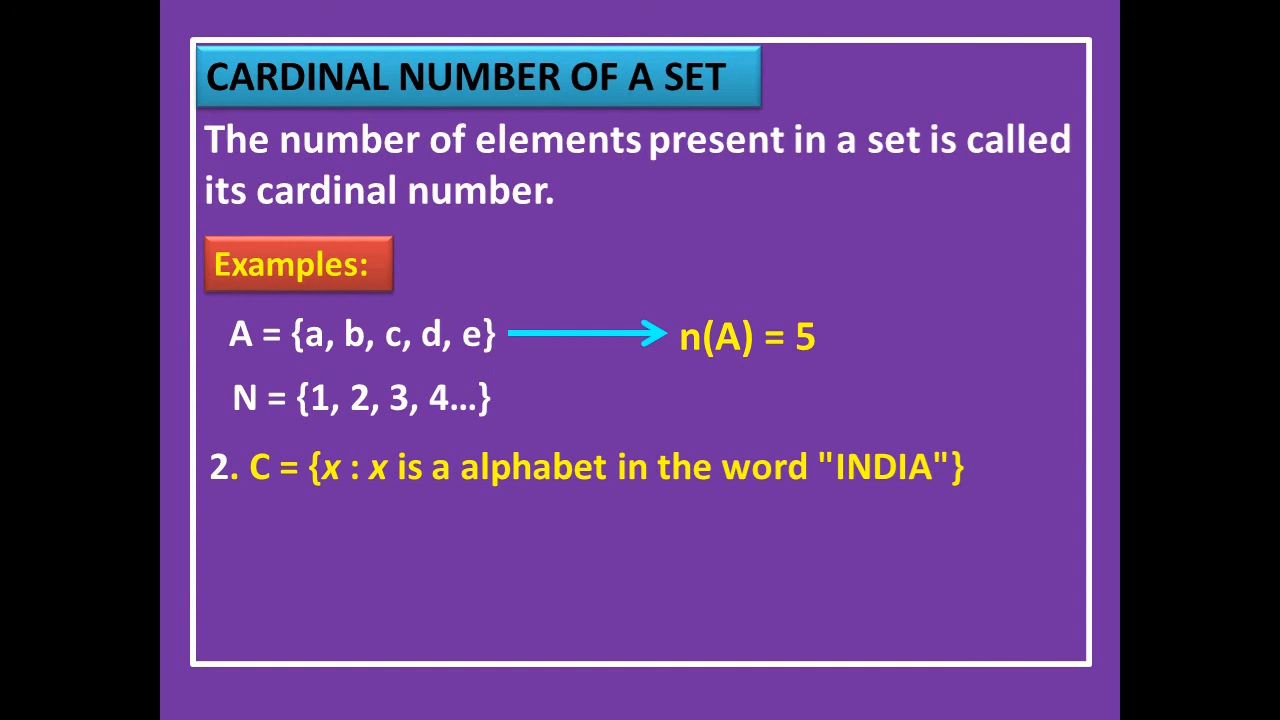 CARDINAL NUMBER OF A SET
The number of elements present in a set is called
its cardinal number.
Examples:
A = {a, b, c, d, e} n(A) = 5
N = {1, 2, 3, 4...}
2. C = {x : x is a alphabet in the word "INDIA"}